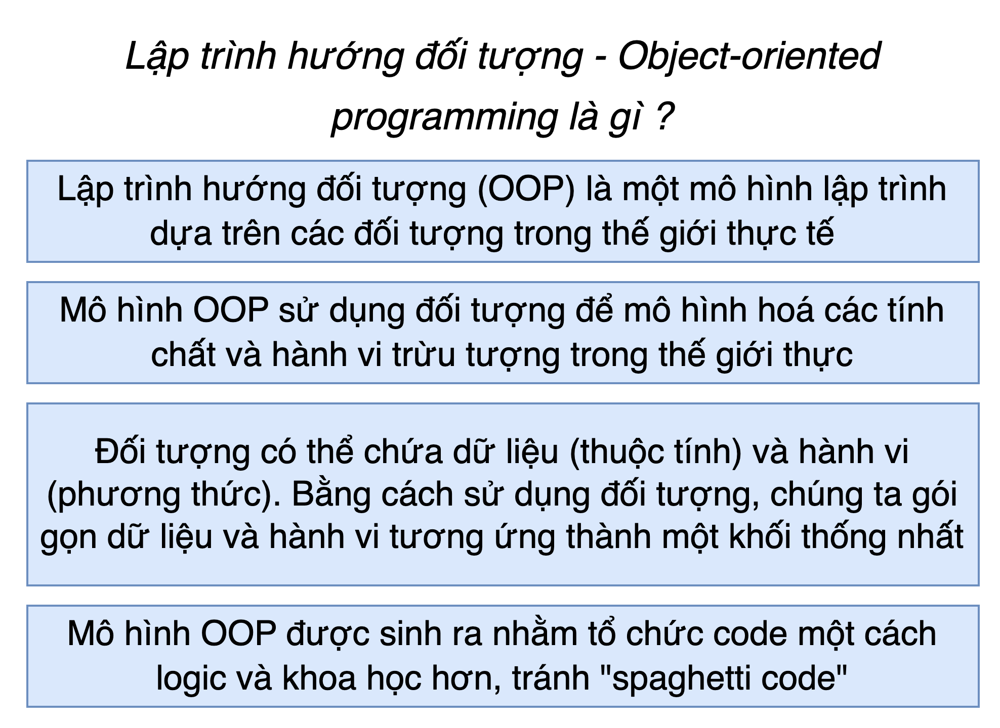 Lập trình hướng đối tượng - Object-oriented
programming là gì ?
Lập trình hướng đối tượng (OOP) là một mô hình lập trình
dựa trên các đối tượng trong thế giới thực tế
Mô hình OOP sử dụng đối tượng để mô hình hoá các tính
chất và hành vi trừu tượng trong thế giới thực
Đối tượng có thể chứa dữ liệu (thuộc tính) và hành vi
(phương thức). Bằng cách sử dụng đối tượng, chúng ta gói
gọn dữ liệu và hành vi tương ứng thành một khối thống nhất
Mô hình OOP được sinh ra nhằm tổ chức code một cách
logic và khoa học hơn, tránh "spaghetti code"